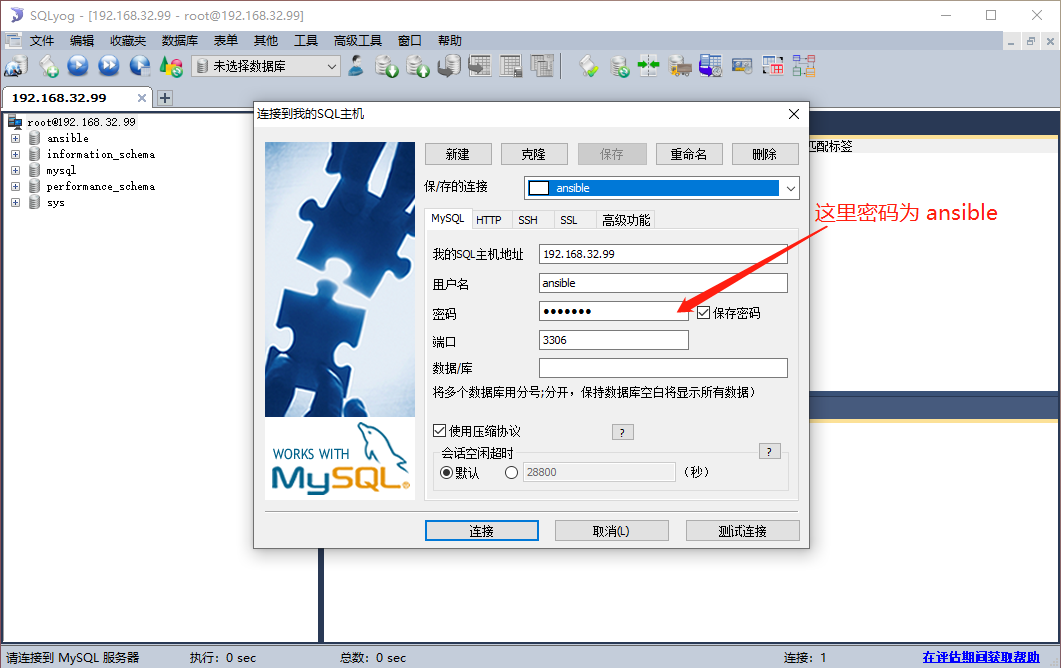 SQLyog - [192.168.32.99 - root@192.168.32.99]
文件 编辑 收藏夹 数据库 表单 其他 工具 高级工具 窗口 帮助
未选择数据库
192.168.32.99
root@192.168.32.99
ansible
information_schema
mysql
performance_schema
sys
连接到我的SQL主机
新建 克隆 保存 重命名 删除
保/存的连接 ansible
MySQL HTTP SSH SSL 高级功能
我的SQL主机地址 192.168.32.99
用户名 ansible
密码 ●●●●●●● 保存密码
端口 3306
数据/库
将多个数据库用分号;分开，保持数据库空白将显示所有数据）
使用压缩协议 ?
会话空闲超时 ?
默认 28800 （秒）
WORKS WITH
MySQL®
连接 取消(L) 测试连接
匹配标签
这里密码为 ansible
请连接到 MySQL 服务器 执行：0 sec 总数：0 sec 连接：1 在评估期间获取帮助